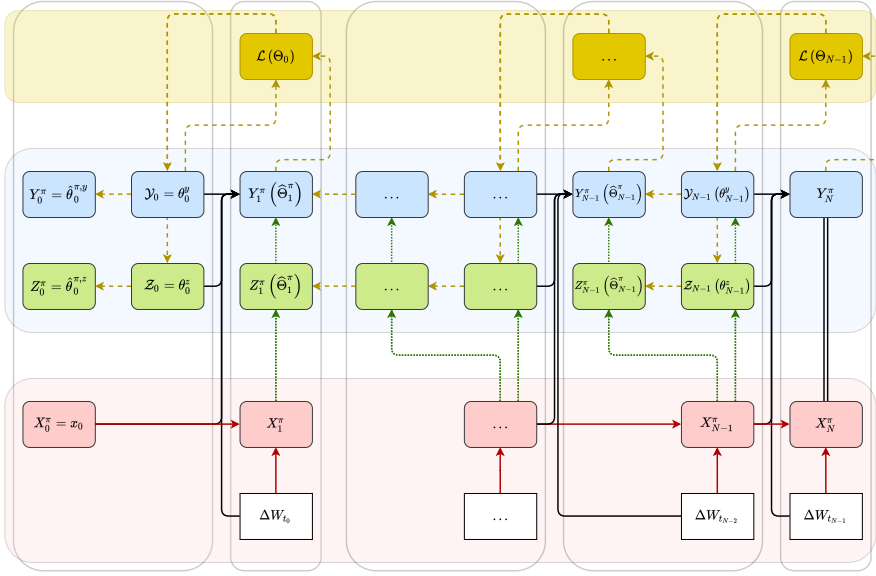 ℒ(Θ₀)
...
ℒ(Θ_{N−1})
Y₀^π = θ̂₀^{π,y}
𝒴₀ = θ₀^y
Y₁^π (Θ̂₁^π)
...
...
Y_{N−1}^π (Θ̂_{N−1}^π)
𝒴_{N−1} (θ_{N−1}^y)
Y_N^π
Z₀^π = θ̂₀^{π,z}
𝒵₀ = θ₀^z
Z₁^π (Θ̂₁^π)
...
...
Z_{N−1}^π (Θ̂_{N−1}^π)
𝒵_{N−1} (θ_{N−1}^z)
X₀^π = x₀
X₁^π
...
X_{N−1}^π
X_N^π
ΔW_{t₀}
...
ΔW_{t_{N−2}}
ΔW_{t_{N−1}}